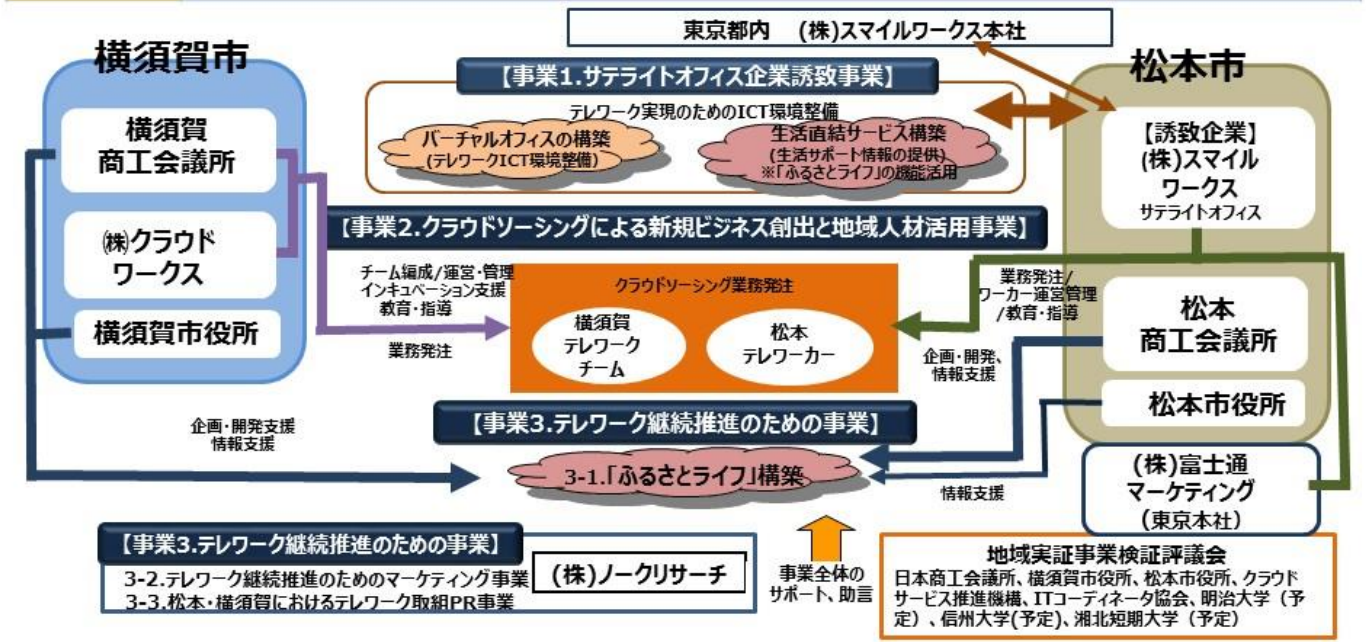 東京都内　(株)スマイルワークス本社
横須賀市
松本市
【事業1.サテライトオフィス企業誘致事業】
テレワーク実現のためのICT環境整備
バーチャルオフィスの構築
(テレワークICT環境整備)
生活直結サービス構築
(生活サポート情報の提供)
※「ふるさとライフ」の機能活用
横須賀
商工会議所
㈱クラウド
ワークス
横須賀市役所
【誘致企業】
(株)スマイル
ワークス
サテライトオフィス
【事業2.クラウドソーシングによる新規ビジネス創出と地域人材活用事業】
チーム編成/運営・管理
インキュベーション支援
教育・指導
業務発注
クラウドソーシング業務発注
横須賀
テレワーク
チーム
松本
テレワーカー
業務発注/
ワーカー運営管理
/教育・指導
松本
商工会議所
企画・開発、
情報支援
松本市役所
【事業3.テレワーク継続推進のための事業】
企画・開発支援
情報支援
3-1.「ふるさとライフ」構築
情報支援
(株)富士通
マーケティング
(東京本社)
【事業3.テレワーク継続推進のための事業】
3-2.テレワーク継続推進のためのマーケティング事業
3-3.松本・横須賀におけるテレワーク取組PR事業
(株)ノークリサーチ
事業全体の
サポート、助言
地域実証事業検証評議会
日本商工会議所、横須賀市役所、松本市役所、クラウド
サービス推進機構、ITコーディネータ協会、明治大学（予
定）、信州大学(予定)、湘北短期大学（予定）